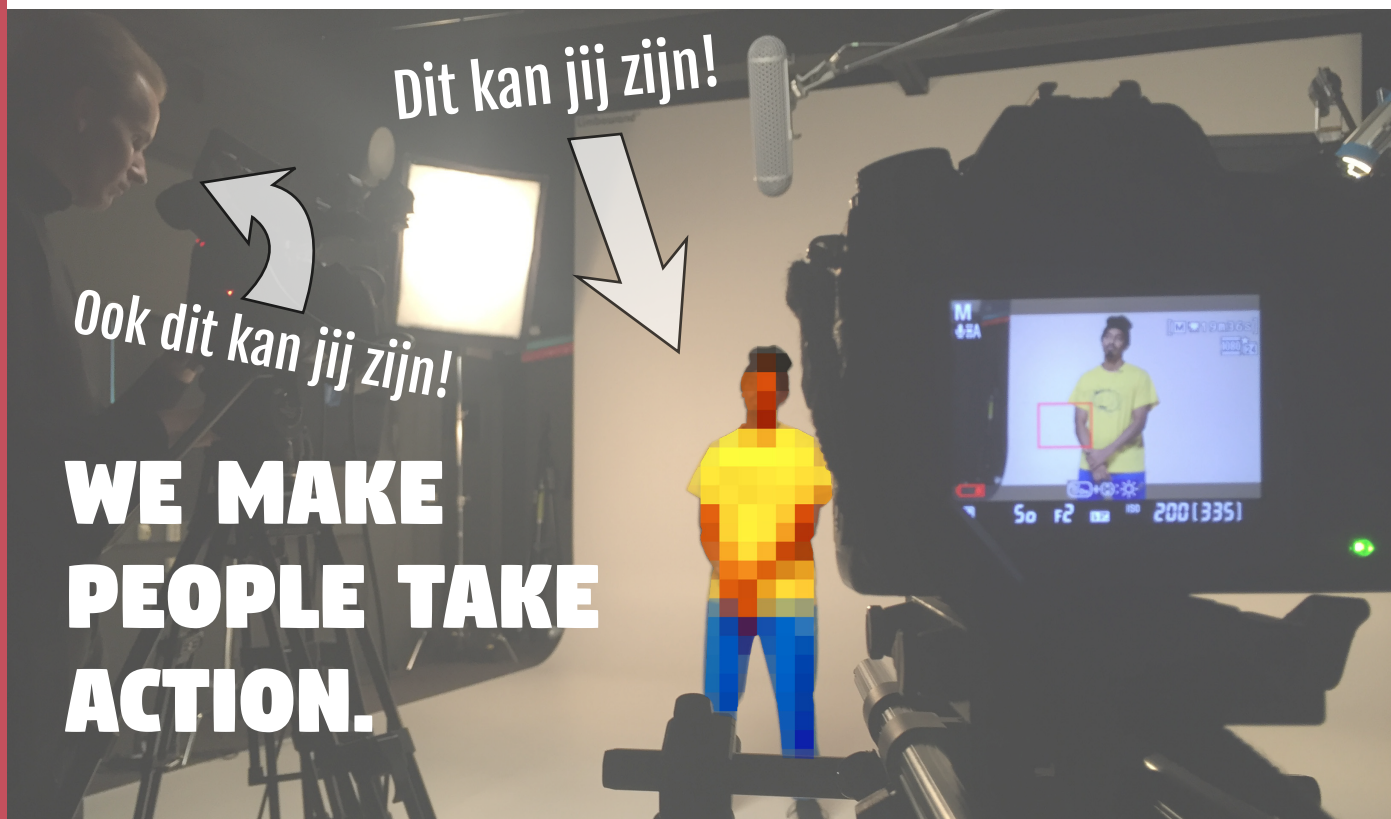 Dit kan jij zijn!
Ook dit kan jij zijn!
WE MAKE
PEOPLE TAKE
ACTION.
M
50 F2 200[335]